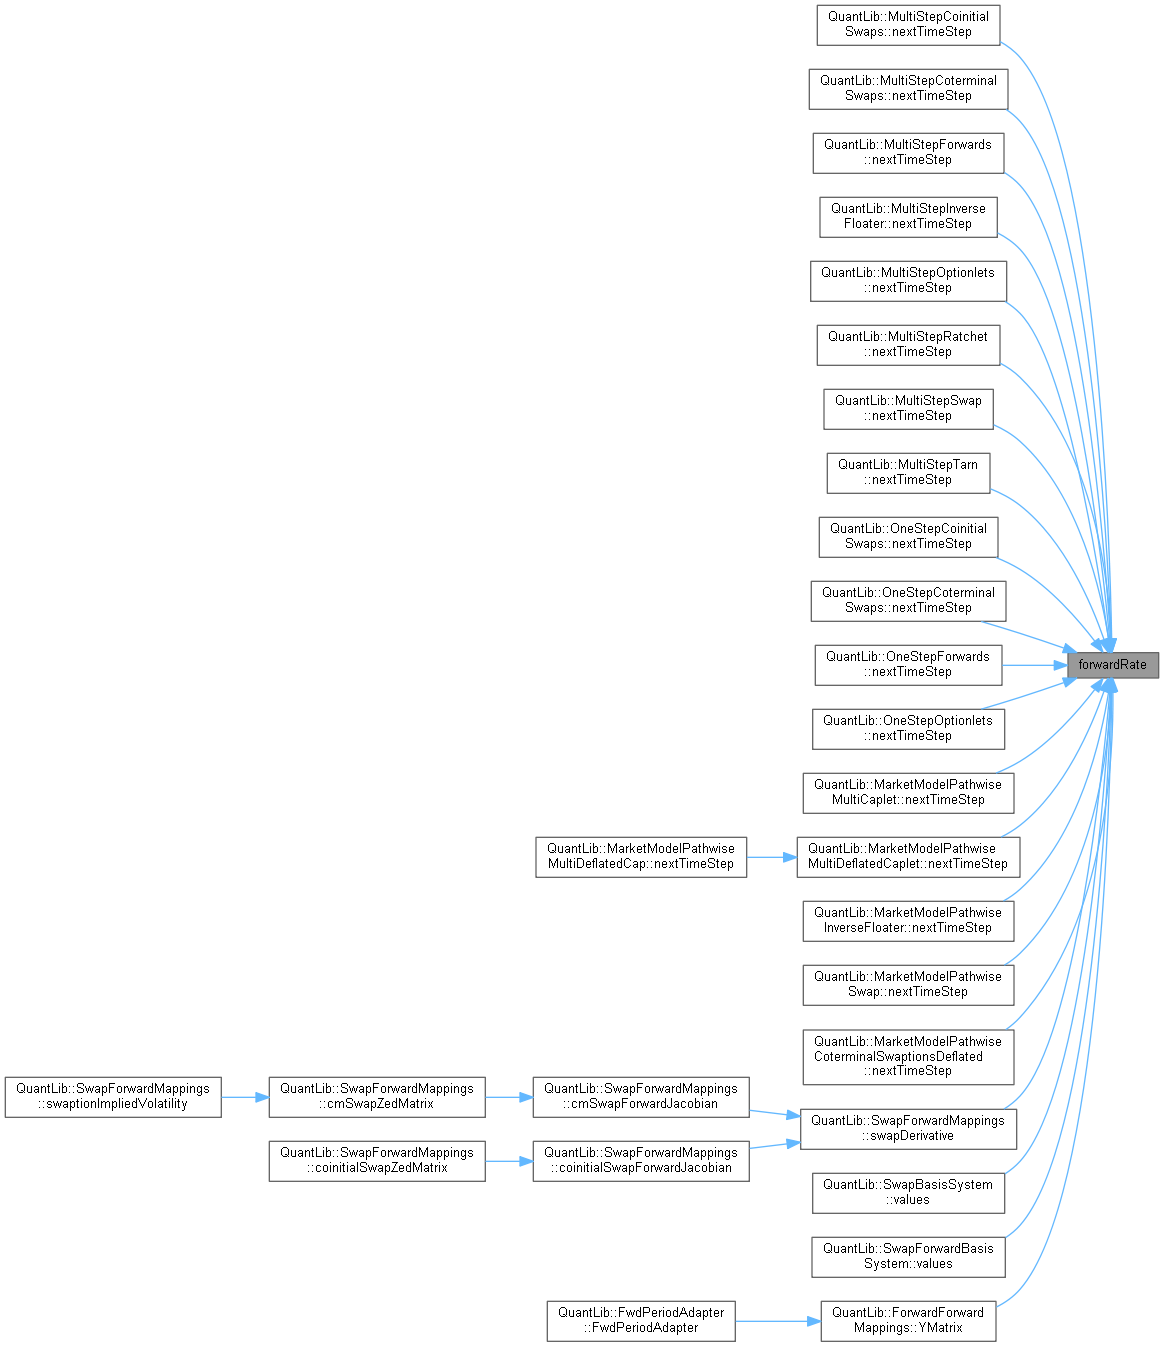 QuantLib::MultiStepCoinitial
Swaps::nextTimeStep
QuantLib::MultiStepCoterminal
Swaps::nextTimeStep
QuantLib::MultiStepForwards
::nextTimeStep
QuantLib::MultiStepInverse
Floater::nextTimeStep
QuantLib::MultiStepOptionlets
::nextTimeStep
QuantLib::MultiStepRatchet
::nextTimeStep
QuantLib::MultiStepSwap
::nextTimeStep
QuantLib::MultiStepTarn
::nextTimeStep
QuantLib::OneStepCoinitial
Swaps::nextTimeStep
QuantLib::OneStepCoterminal
Swaps::nextTimeStep
QuantLib::OneStepForwards
::nextTimeStep
forwardRate
QuantLib::OneStepOptionlets
::nextTimeStep
QuantLib::MarketModelPathwise
MultiCaplet::nextTimeStep
QuantLib::MarketModelPathwise
MultiDeflatedCap::nextTimeStep
QuantLib::MarketModelPathwise
MultiDeflatedCaplet::nextTimeStep
QuantLib::MarketModelPathwise
InverseFloater::nextTimeStep
QuantLib::MarketModelPathwise
Swap::nextTimeStep
QuantLib::MarketModelPathwise
CoterminalSwaptionsDeflated
::nextTimeStep
QuantLib::SwapForwardMappings
::swaptionImpliedVolatility
QuantLib::SwapForwardMappings
::cmSwapZedMatrix
QuantLib::SwapForwardMappings
::cmSwapForwardJacobian
QuantLib::SwapForwardMappings
::swapDerivative
QuantLib::SwapForwardMappings
::coinitialSwapZedMatrix
QuantLib::SwapForwardMappings
::coinitialSwapForwardJacobian
QuantLib::SwapBasisSystem
::values
QuantLib::SwapForwardBasis
System::values
QuantLib::FwdPeriodAdapter
::FwdPeriodAdapter
QuantLib::ForwardForward
Mappings::YMatrix